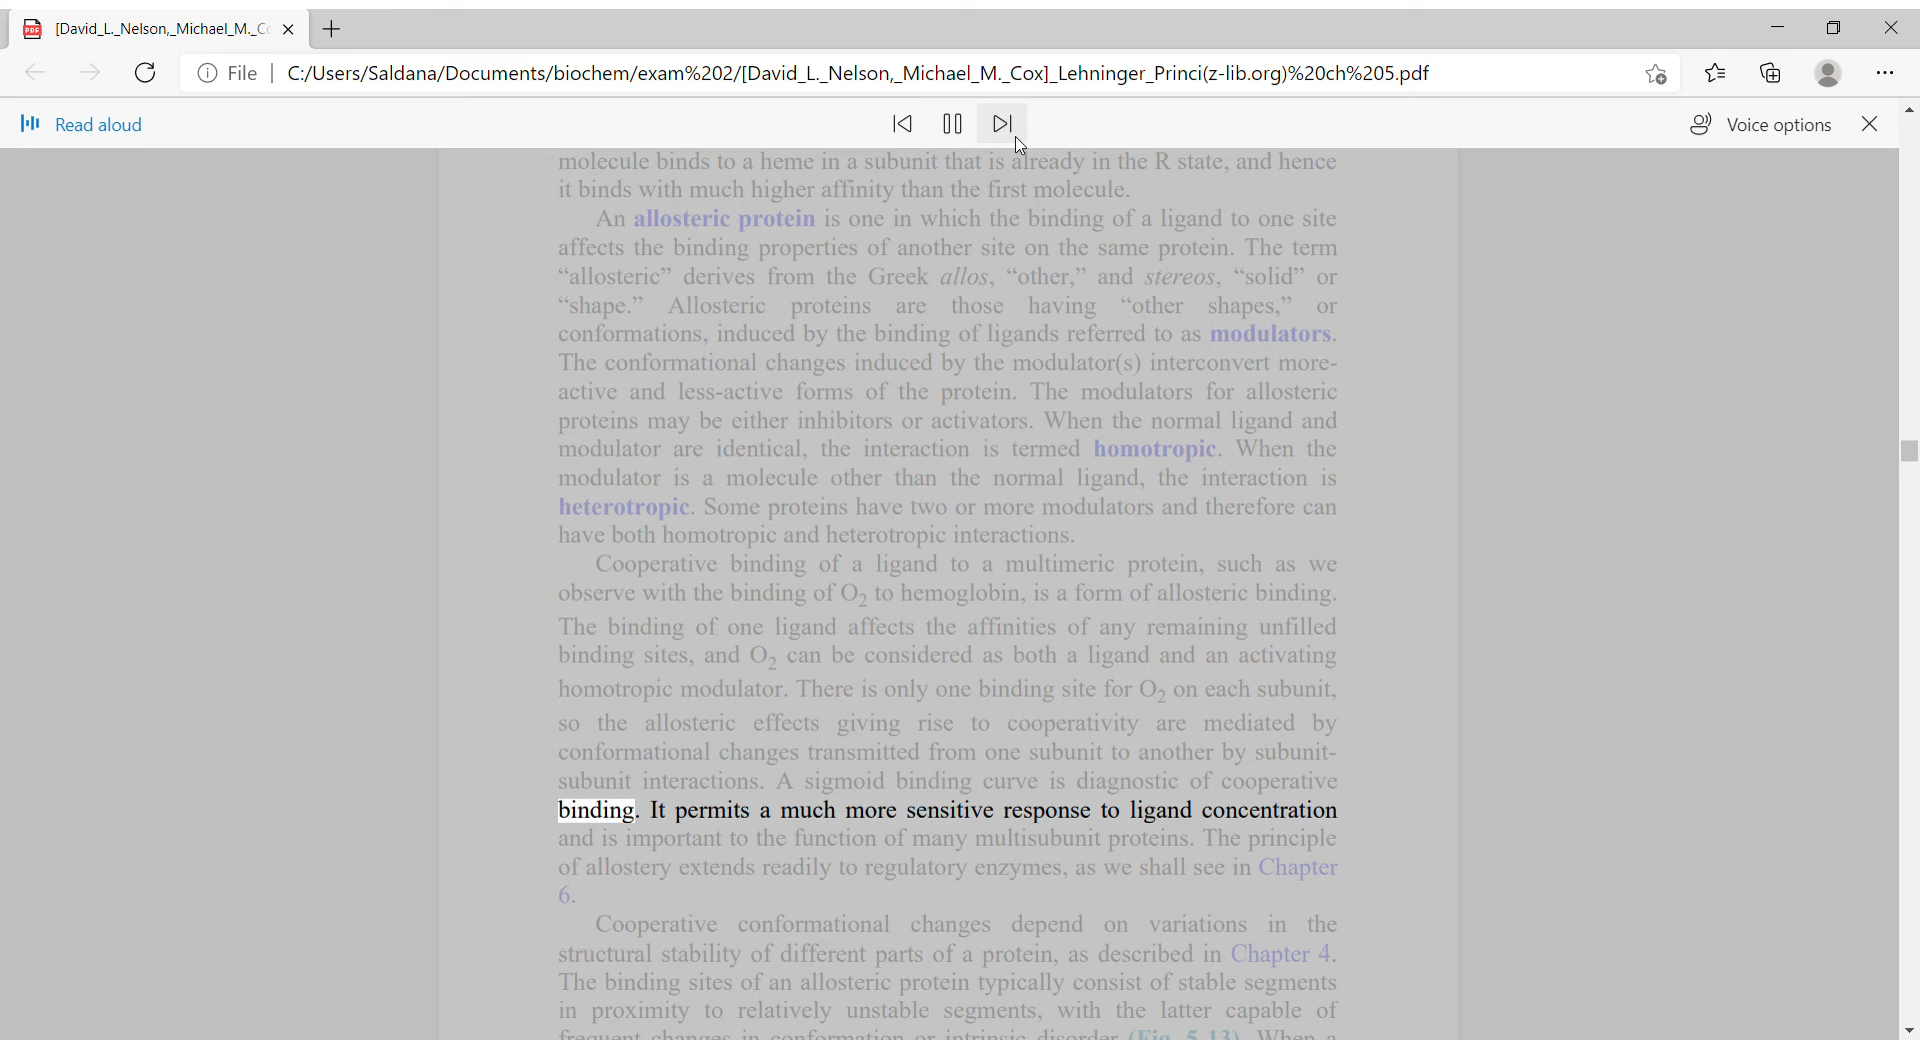 [David_L._Nelson,_Michael_M._Co
File
C:/Users/Saldana/Documents/biochem/exam%202/[David_L._Nelson,_Michael_M._Cox]_Lehninger_Princi(z-lib.org)%20ch%205.pdf
Read aloud
Voice options
molecule binds to a heme in a subunit that is already in the R state, and hence
it binds with much higher affinity than the first molecule.
An allosteric protein is one in which the binding of a ligand to one site
affects the binding properties of another site on the same protein. The term
“allosteric” derives from the Greek allos, “other,” and stereos, “solid” or
“shape.” Allosteric proteins are those having “other shapes,” or
conformations, induced by the binding of ligands referred to as modulators.
The conformational changes induced by the modulator(s) interconvert more-
active and less-active forms of the protein. The modulators for allosteric
proteins may be either inhibitors or activators. When the normal ligand and
modulator are identical, the interaction is termed homotropic. When the
modulator is a molecule other than the normal ligand, the interaction is
heterotropic. Some proteins have two or more modulators and therefore can
have both homotropic and heterotropic interactions.
Cooperative binding of a ligand to a multimeric protein, such as we
observe with the binding of O₂ to hemoglobin, is a form of allosteric binding.
The binding of one ligand affects the affinities of any remaining unfilled
binding sites, and O₂ can be considered as both a ligand and an activating
homotropic modulator. There is only one binding site for O₂ on each subunit,
so the allosteric effects giving rise to cooperativity are mediated by
conformational changes transmitted from one subunit to another by subunit-
subunit interactions. A sigmoid binding curve is diagnostic of cooperative
binding. It permits a much more sensitive response to ligand concentration
and is important to the function of many multisubunit proteins. The principle
of allostery extends readily to regulatory enzymes, as we shall see in Chapter
6.
Cooperative conformational changes depend on variations in the
structural stability of different parts of a protein, as described in Chapter 4.
The binding sites of an allosteric protein typically consist of stable segments
in proximity to relatively unstable segments, with the latter capable of
frequent changes in conformation or intrinsic disorder (Fig. 5-13). When a